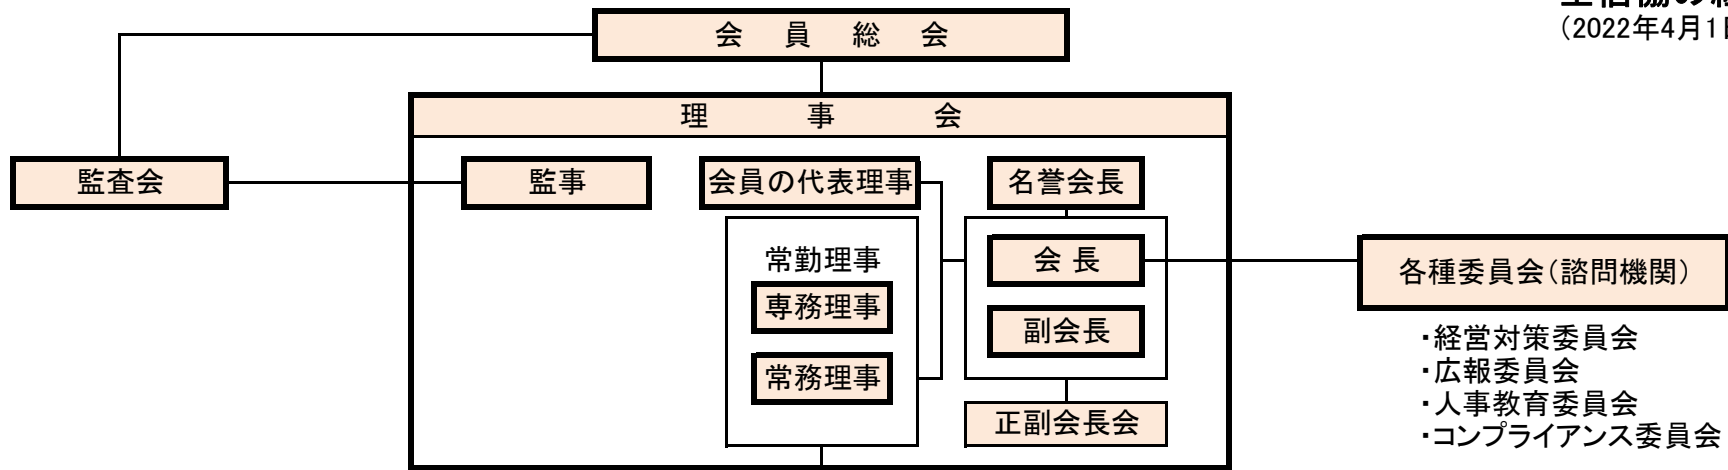 (2022年4月1日
会員総会
理事会
監査会
監事
会員の代表理事
名誉会長
常勤理事
会長
各種委員会(諮問機関)
専務理事
副会長
・経営対策委員会
常務理事
・広報委員会
・人事教育委員会
正副会長会
・コンプライアンス委員会